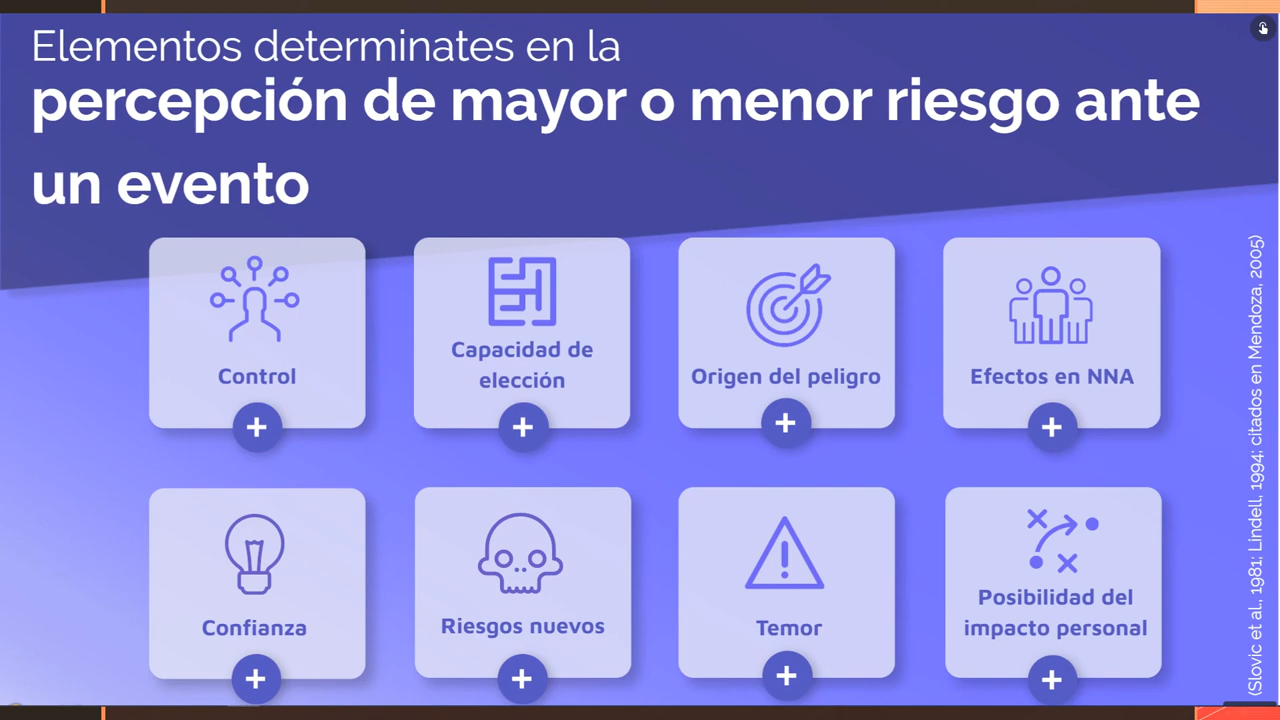 Elementos determinates en la
percepción de mayor o menor riesgo ante
un evento
Control
Capacidad de
elección
Origen del peligro
Efectos en NNA
Confianza
Riesgos nuevos
Temor
Posibilidad del
impacto personal
(Slovic et al., 1981; Lindell, 1994; citados en Mendoza, 2005)